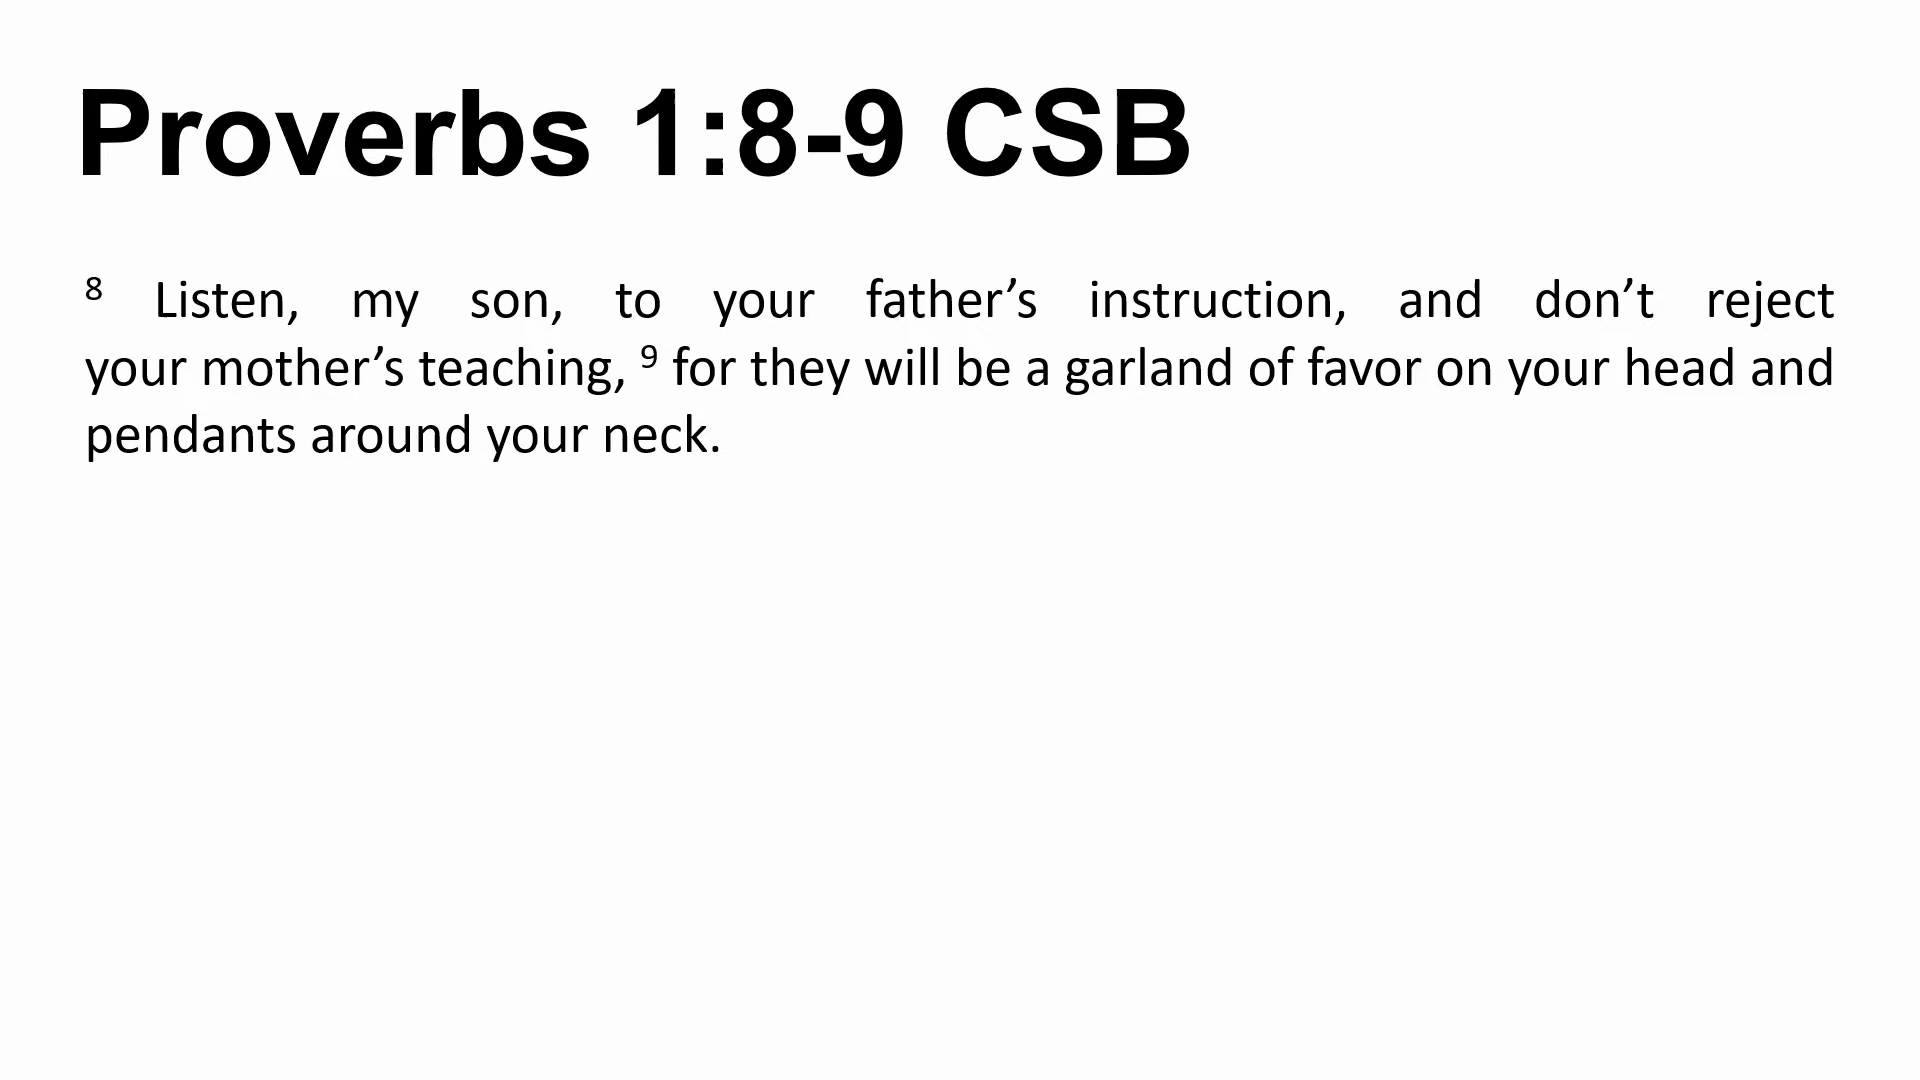 Proverbs 1:8-9 CSB
8 Listen, my son, to your father’s instruction, and don’t reject
your mother’s teaching, 9 for they will be a garland of favor on your head and
pendants around your neck.